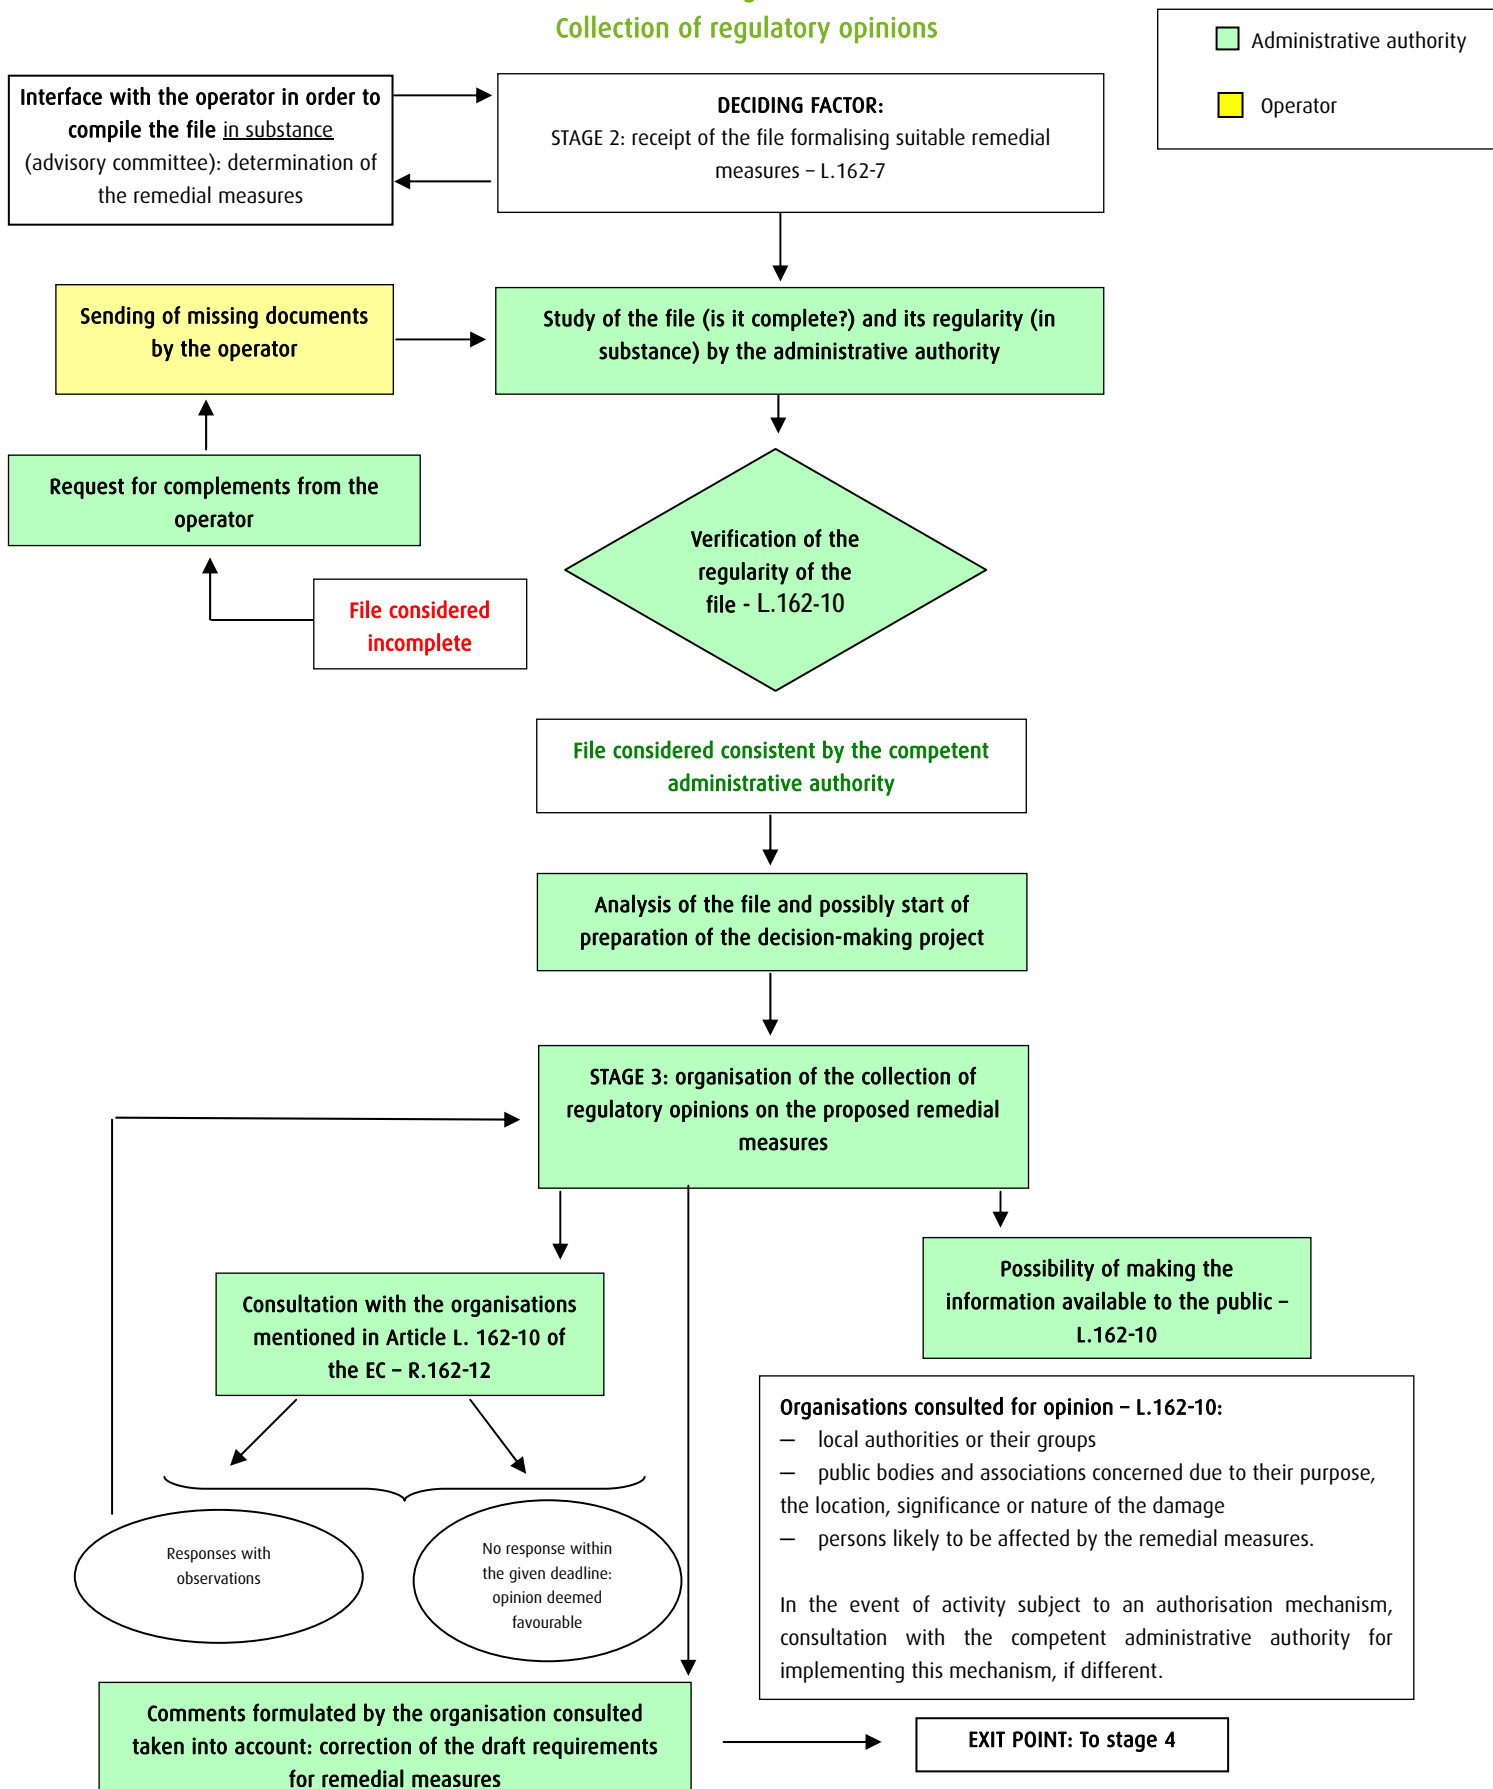 Collection of regulatory opinions
Administrative authority
Operator
Interface with the operator in order to
compile the file in substance
(advisory committee): determination of
the remedial measures
DECIDING FACTOR:
STAGE 2: receipt of the file formalising suitable remedial
measures – L.162-7
Sending of missing documents
by the operator
Study of the file (is it complete?) and its regularity (in
substance) by the administrative authority
Request for complements from the
operator
Verification of the
regularity of the
file - L.162-10
File considered
incomplete
File considered consistent by the competent
administrative authority
Analysis of the file and possibly start of
preparation of the decision-making project
STAGE 3: organisation of the collection of
regulatory opinions on the proposed remedial
measures
Possibility of making the
information available to the public –
L.162-10
Consultation with the organisations
mentioned in Article L. 162-10 of
the EC – R.162-12
Organisations consulted for opinion – L.162-10:
— local authorities or their groups
— public bodies and associations concerned due to their purpose,
the location, significance or nature of the damage
— persons likely to be affected by the remedial measures.
In the event of activity subject to an authorisation mechanism,
consultation with the competent administrative authority for
implementing this mechanism, if different.
Responses with
observations
No response within
the given deadline:
opinion deemed
favourable
Comments formulated by the organisation consulted
taken into account: correction of the draft requirements
for remedial measures
EXIT POINT: To stage 4